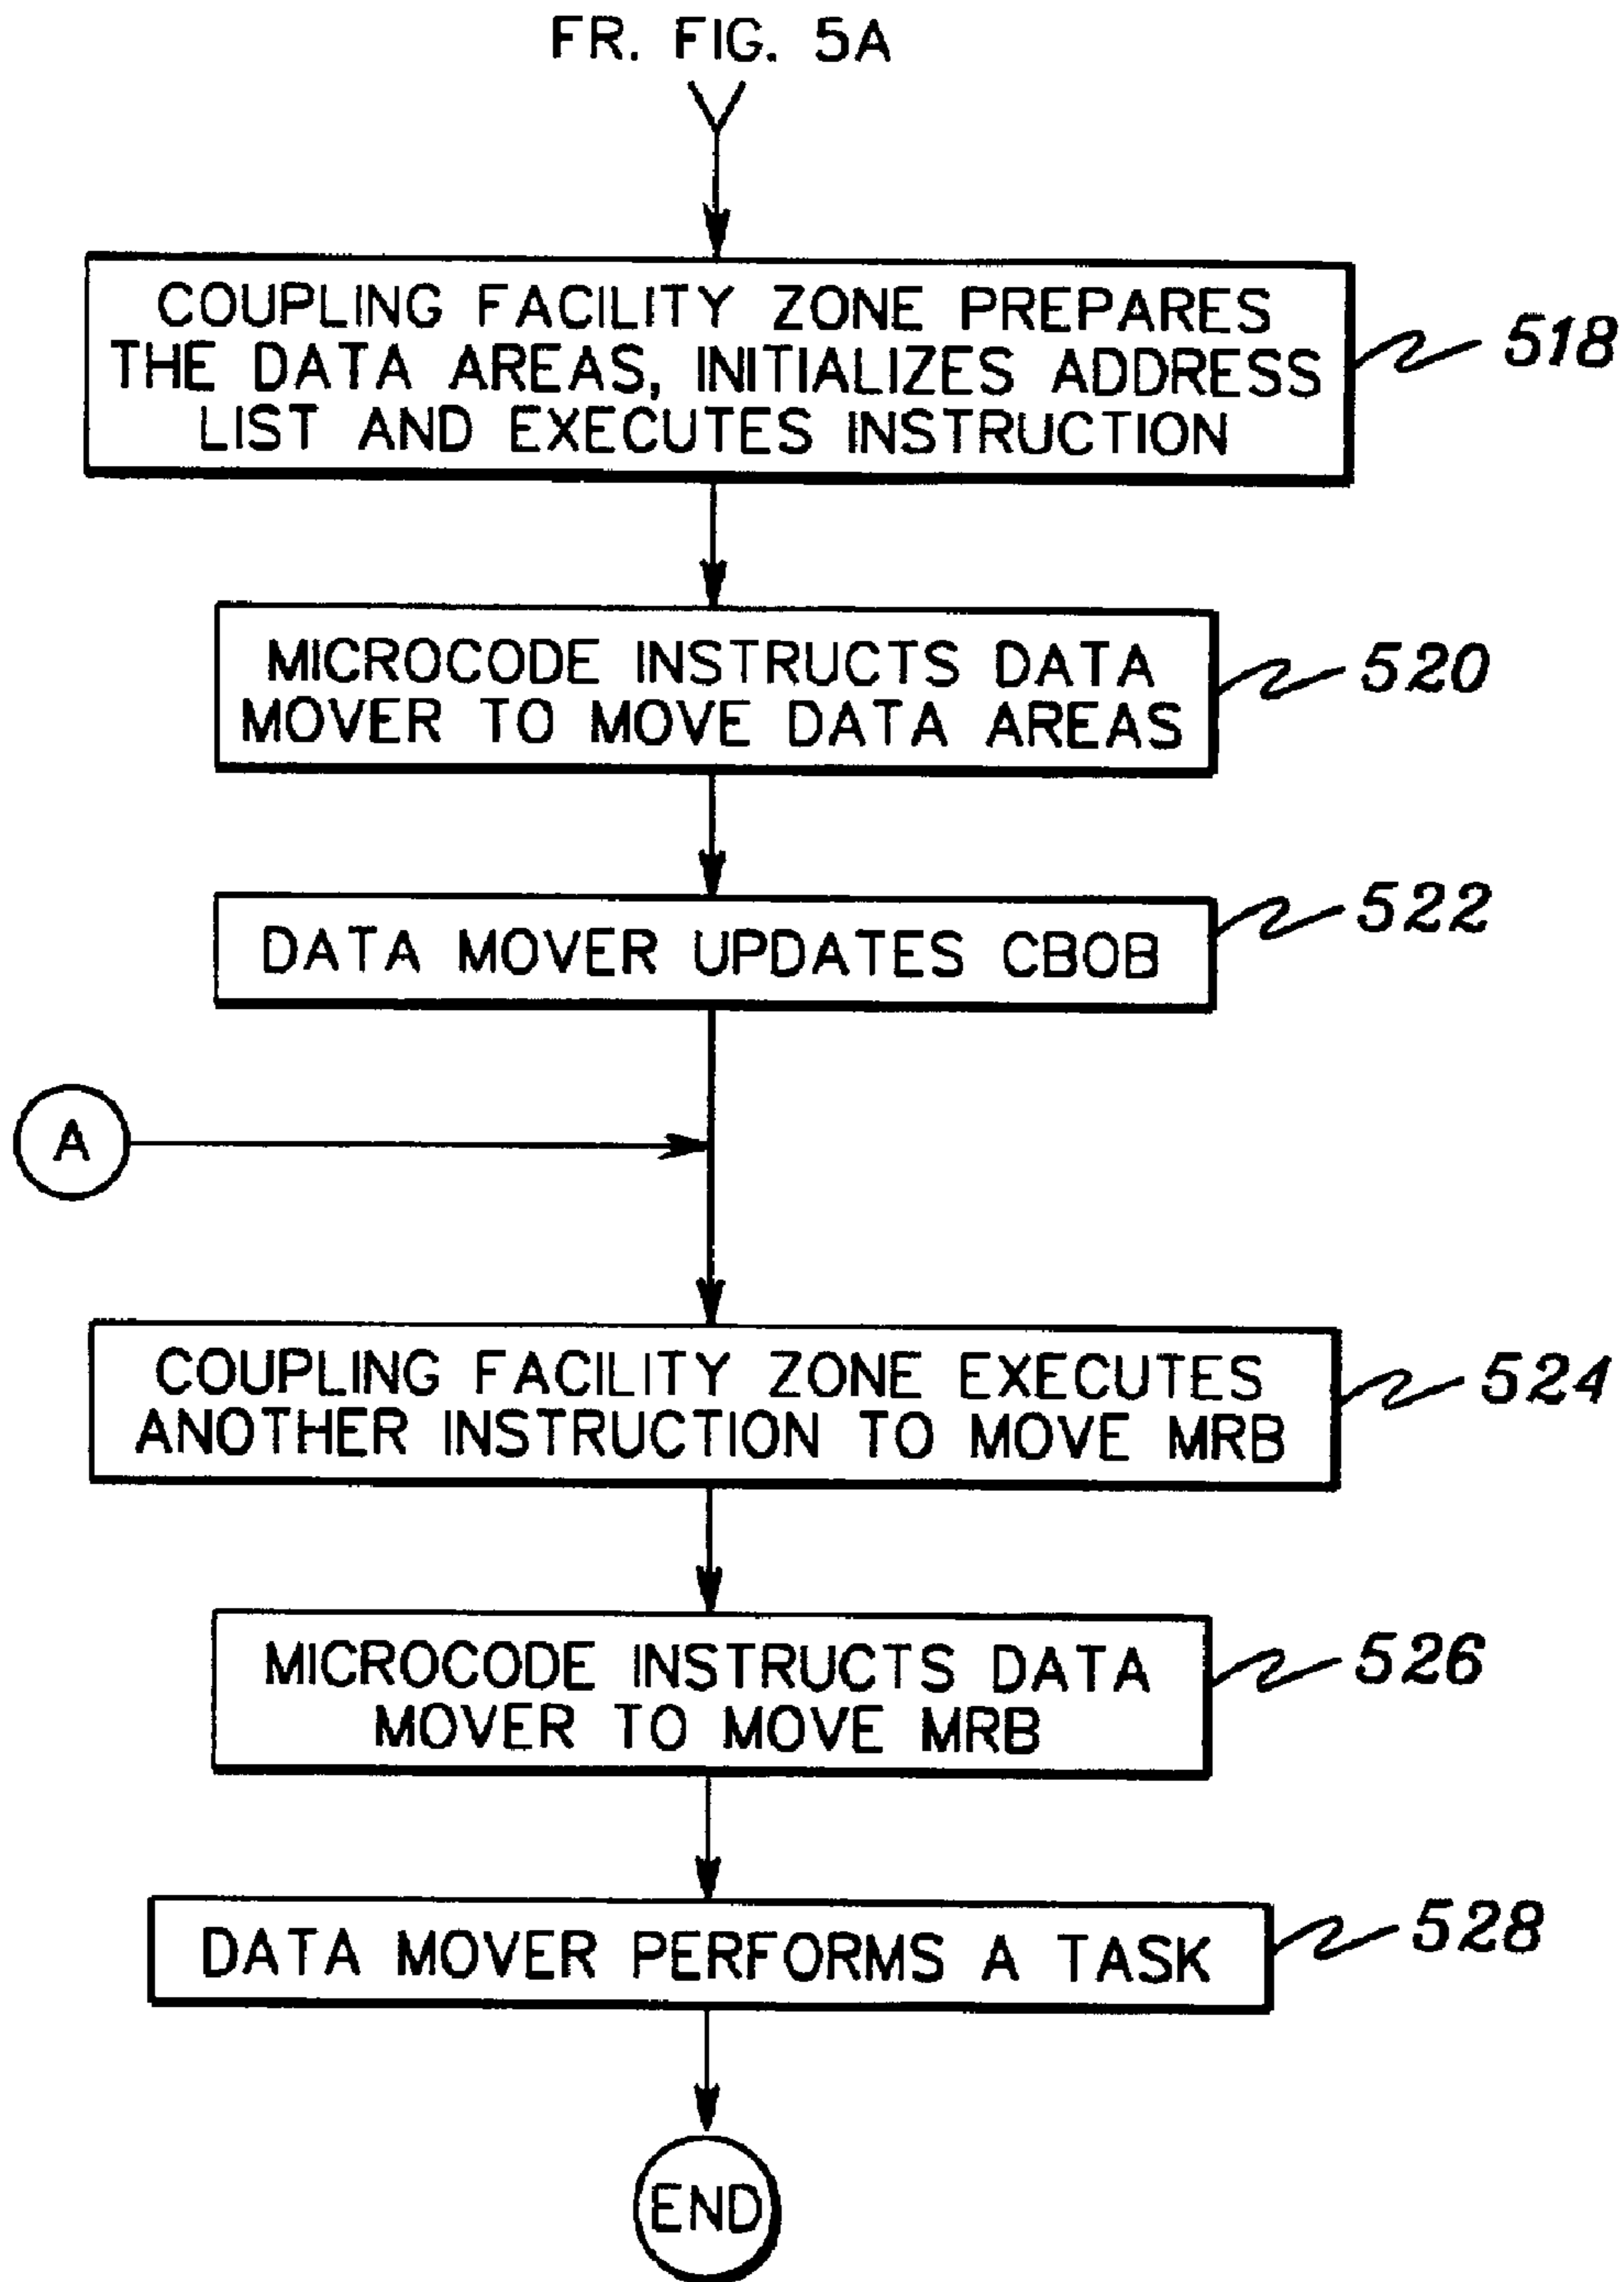 FR. FIG. 5A
COUPLING FACILITY ZONE PREPARES
THE DATA AREAS, INITIALIZES ADDRESS
LIST AND EXECUTES INSTRUCTION
518
MICROCODE INSTRUCTS DATA
MOVER TO MOVE DATA AREAS
520
DATA MOVER UPDATES CBOB
522
A
COUPLING FACILITY ZONE EXECUTES
ANOTHER INSTRUCTION TO MOVE MRB
524
MICROCODE INSTRUCTS DATA
MOVER TO MOVE MRB
526
DATA MOVER PERFORMS A TASK
528
END